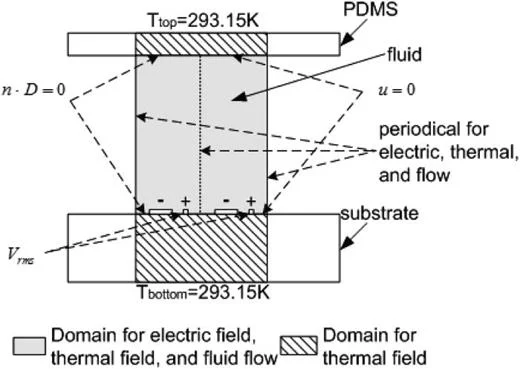 T_top=293.15K
PDMS
fluid
n · D = 0
u = 0
periodical for
electric, thermal,
and flow
- + - +
substrate
V_rms
T_bottom=293.15K
Domain for electric field,
thermal field, and fluid flow
Domain for
thermal field